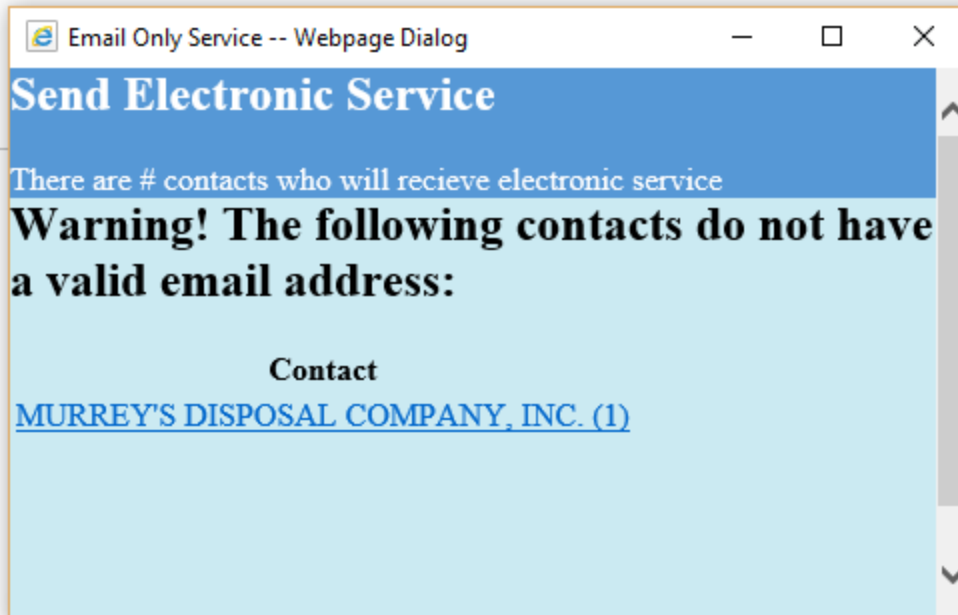 Email Only Service -- Webpage Dialog
Send Electronic Service
There are # contacts who will recieve electronic service
Warning! The following contacts do not have
a valid email address:
Contact
MURREY'S DISPOSAL COMPANY, INC. (1)